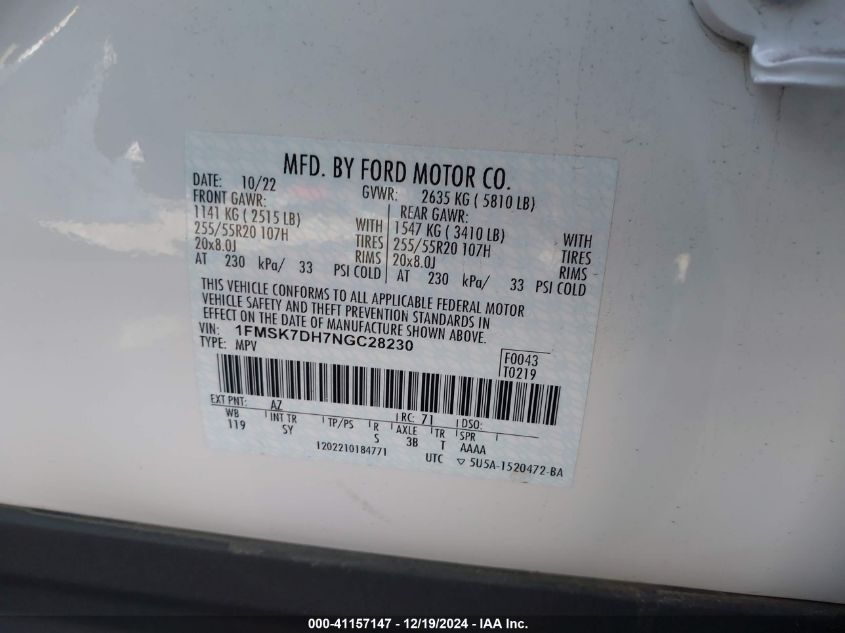 MFD. BY FORD MOTOR CO.
DATE: 10/22 GVWR: 2635 KG ( 5810 LB)
FRONT GAWR: REAR GAWR:
1141 KG ( 2515 LB) WITH 1547 KG ( 3410 LB) WITH
255/55R20 107H TIRES 255/55R20 107H TIRES
20x8.0J RIMS 20x8.0J RIMS
AT 230 kPa/ 33 PSI COLD AT 230 kPa/ 33 PSI COLD
THIS VEHICLE CONFORMS TO ALL APPLICABLE FEDERAL MOTOR
VEHICLE SAFETY AND THEFT PREVENTION STANDARDS IN
EFFECT ON THE DATE OF MANUFACTURE SHOWN ABOVE.
VIN: 1FMSK7DH7NGC28230
TYPE: MPV
F0043
T0219
EXT PNT: AZ RC: 71 DSO:
WB INT TR TP/PS R AXLE TR SPR
119 SY S 3B T AAAA
1202210184771 UTC ▽ 5U5A-1520472-BA
000-41157147 - 12/19/2024 - IAA Inc.